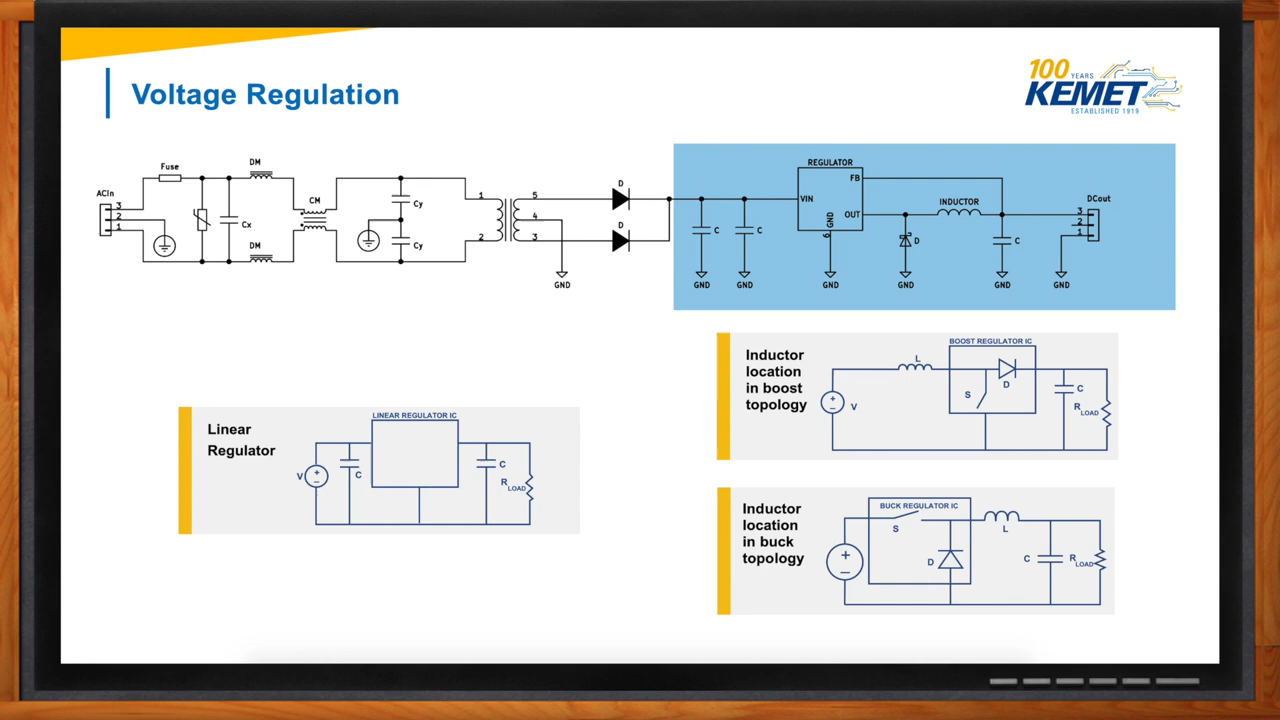 Voltage Regulation
100 YEARS
KEMET
ESTABLISHED 1919
ACin
3
2
1
Fuse
DM
Cx
DM
CM
Cy
Cy
1
2
5
4
3
GND
D
D
C
C
GND
GND
REGULATOR
VIN
FB
OUT
GND
6
GND
D
GND
INDUCTOR
C
GND
DCout
3
2
1
GND
Inductor
location
in boost
topology
BOOST REGULATOR IC
L
V
+
−
S
D
C
R LOAD
Linear
Regulator
LINEAR REGULATOR IC
V
+
−
C
C
R LOAD
Inductor
location
in buck
topology
BUCK REGULATOR IC
+
−
S
D
L
C
R LOAD